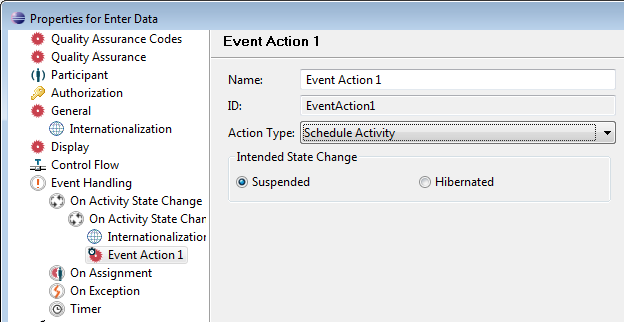 Properties for Enter Data
Quality Assurance Codes
Quality Assurance
Participant
Authorization
General
Internationalization
Display
Control Flow
Event Handling
On Activity State Change
On Activity State Char
Internationalization
Event Action 1
On Assignment
On Exception
Timer
Event Action 1
Name: Event Action 1
ID: EventAction1
Action Type: Schedule Activity
Intended State Change
Suspended Hibernated